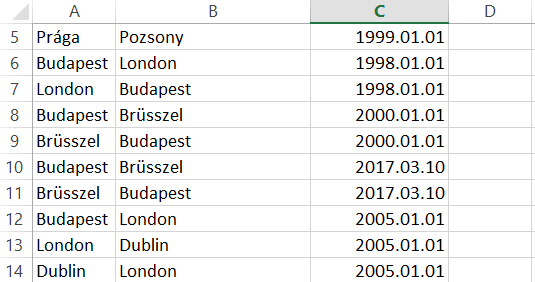 A B C D
5 Prága Pozsony 1999.01.01
6 Budapest London 1998.01.01
7 London Budapest 1998.01.01
8 Budapest Brüsszel 2000.01.01
9 Brüsszel Budapest 2000.01.01
10 Budapest Brüsszel 2017.03.10
11 Brüsszel Budapest 2017.03.10
12 Budapest London 2005.01.01
13 London Dublin 2005.01.01
14 Dublin London 2005.01.01